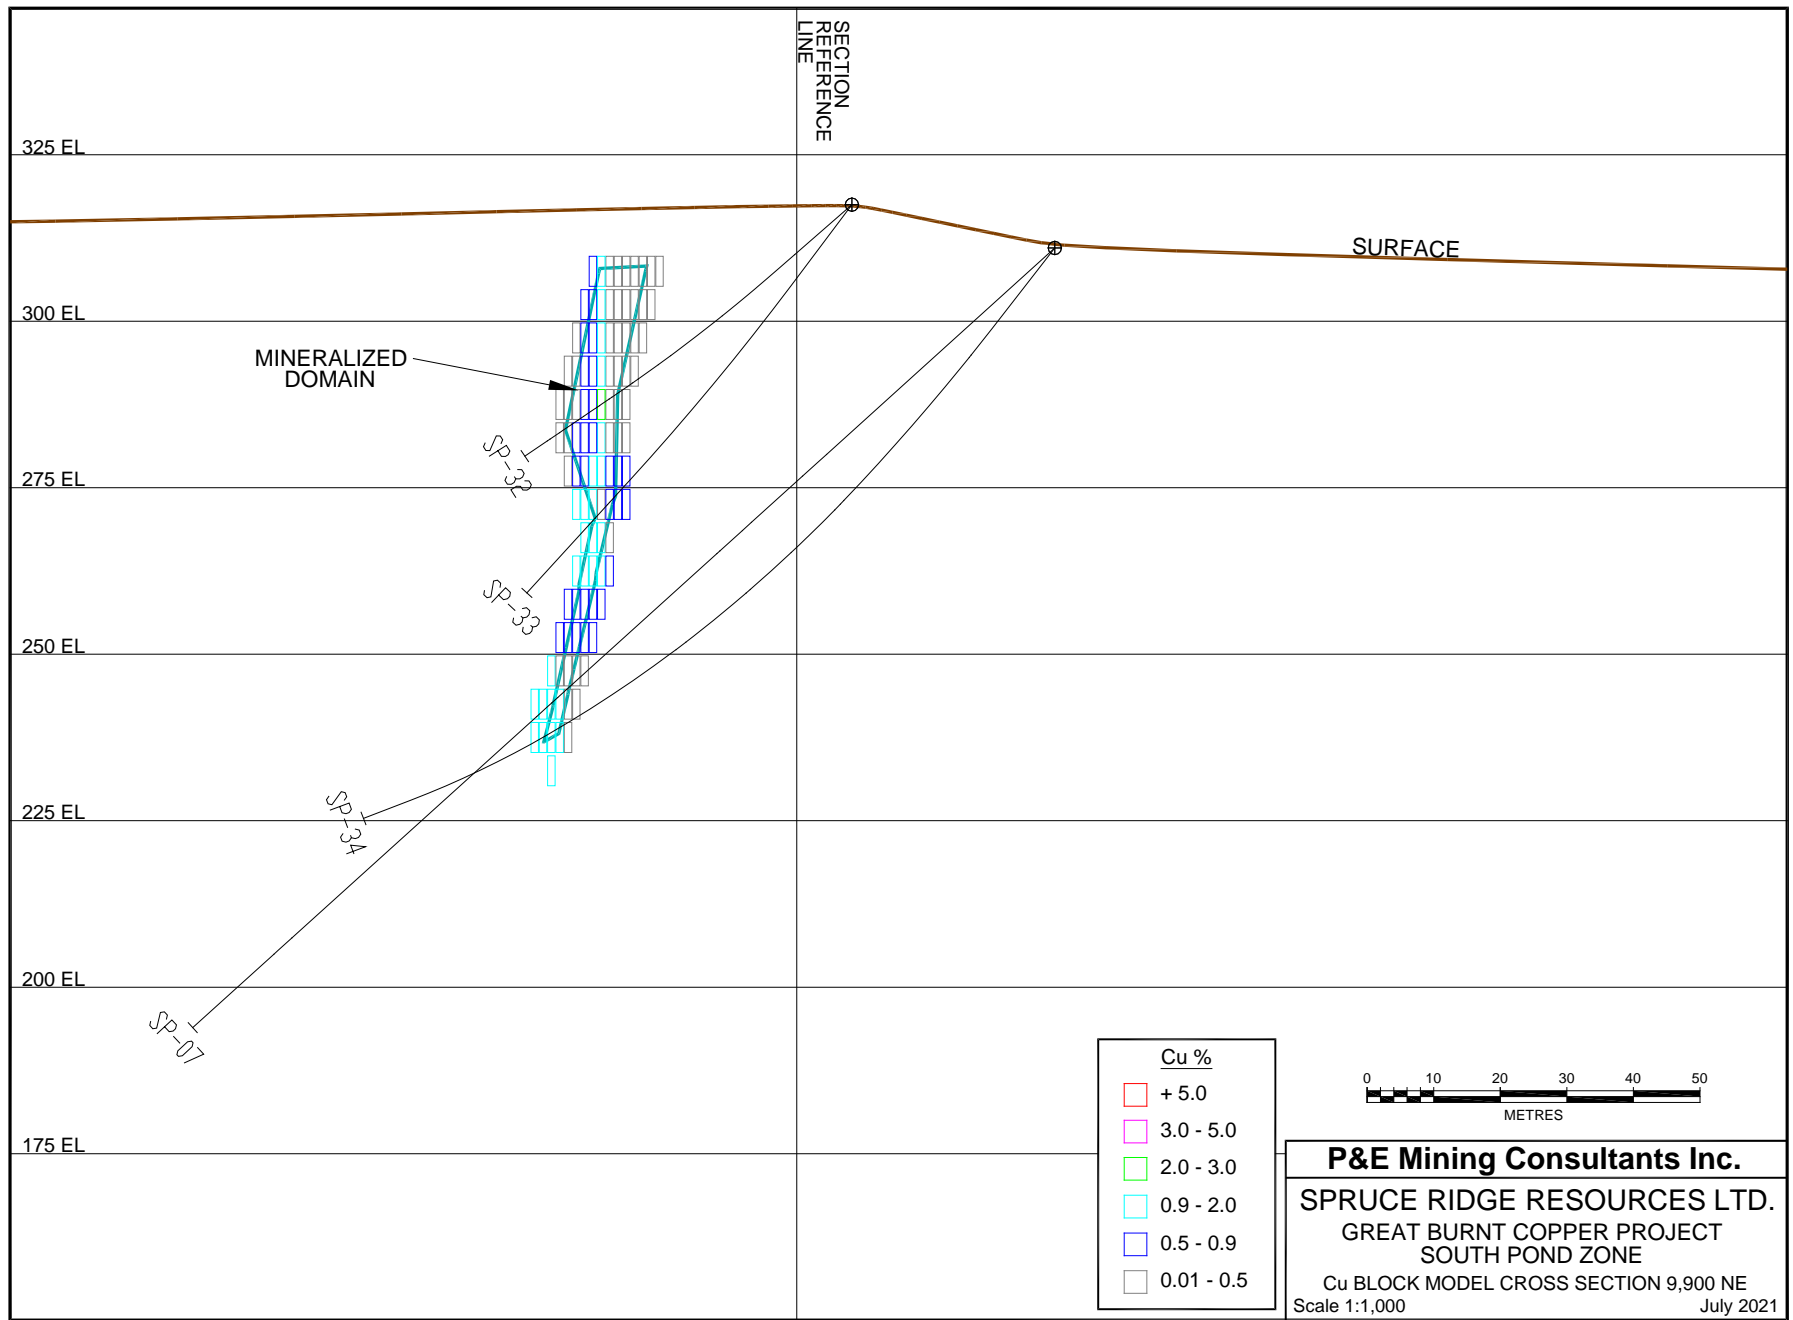 SECTION
REFERENCE
LINE
325 EL
SURFACE
300 EL
MINERALIZED
DOMAIN
SP-32
275 EL
SP-33
250 EL
SP-34
225 EL
200 EL
SP-07
175 EL
Cu %
+ 5.0
3.0 - 5.0
2.0 - 3.0
0.9 - 2.0
0.5 - 0.9
0.01 - 0.5
0 10 20 30 40 50
METRES
P&E Mining Consultants Inc.
SPRUCE RIDGE RESOURCES LTD.
GREAT BURNT COPPER PROJECT
SOUTH POND ZONE
Cu BLOCK MODEL CROSS SECTION 9,900 NE
Scale 1:1,000 July 2021